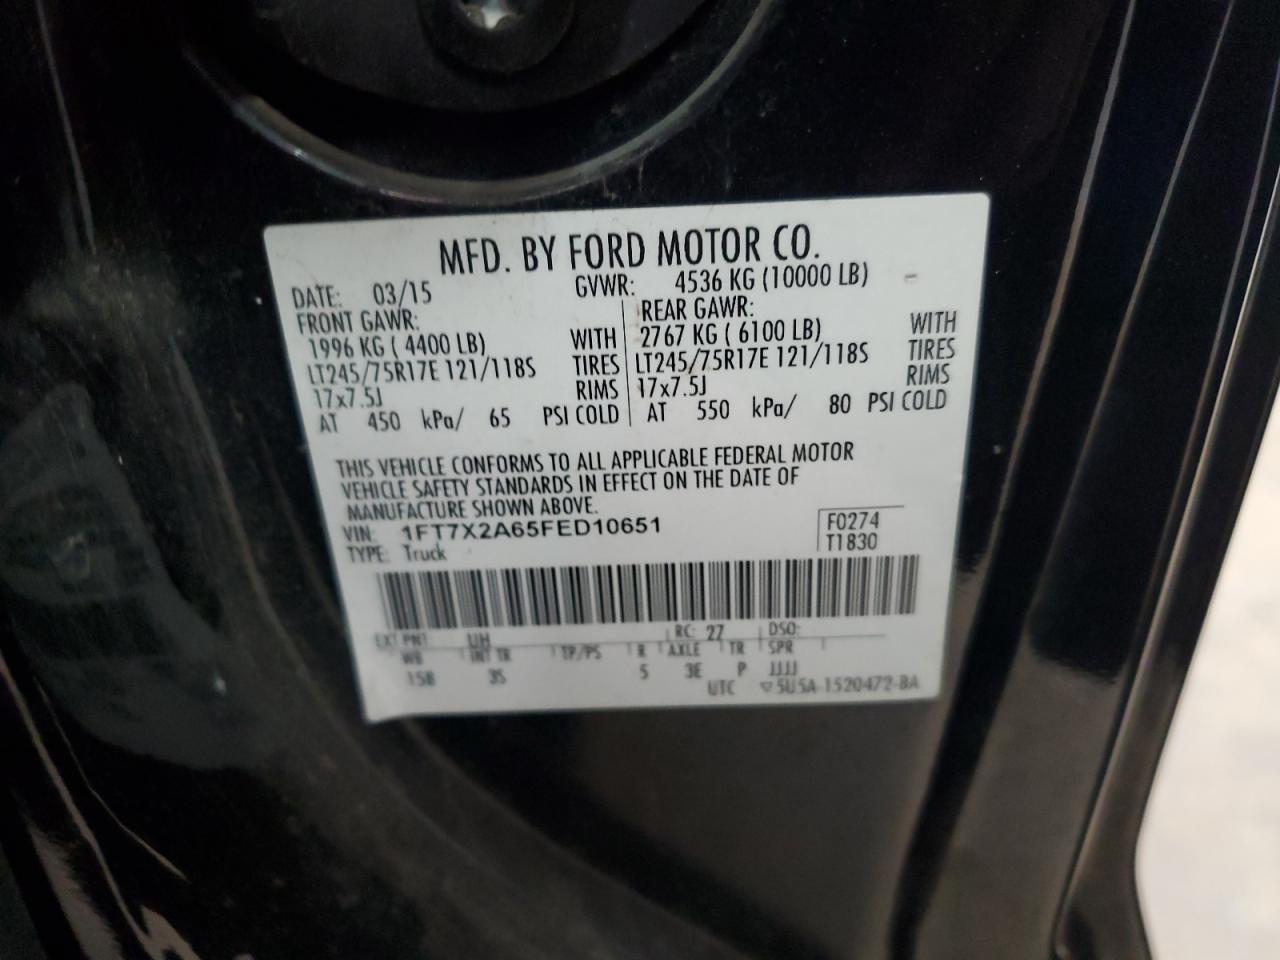 MFD. BY FORD MOTOR CO.
DATE: 03/15 GVWR: 4536 KG (10000 LB)
FRONT GAWR: REAR GAWR:
1996 KG ( 4400 LB) WITH 2767 KG ( 6100 LB) WITH
LT245/75R17E 121/118S TIRES LT245/75R17E 121/118S TIRES
17x7.5J RIMS 17x7.5J RIMS
AT 450 kPa/ 65 PSI COLD AT 550 kPa/ 80 PSI COLD
THIS VEHICLE CONFORMS TO ALL APPLICABLE FEDERAL MOTOR
VEHICLE SAFETY STANDARDS IN EFFECT ON THE DATE OF
MANUFACTURE SHOWN ABOVE.
VIN: 1FT7X2A65FED10651 F0274
TYPE: Truck T1830
EXT PNT: UH RC: 27 DSO:
WB INT TR TP/PS R AXLE TR SPR
158 3S 5 3E P JJJJ
UTC ▽5U5A-1520472-BA